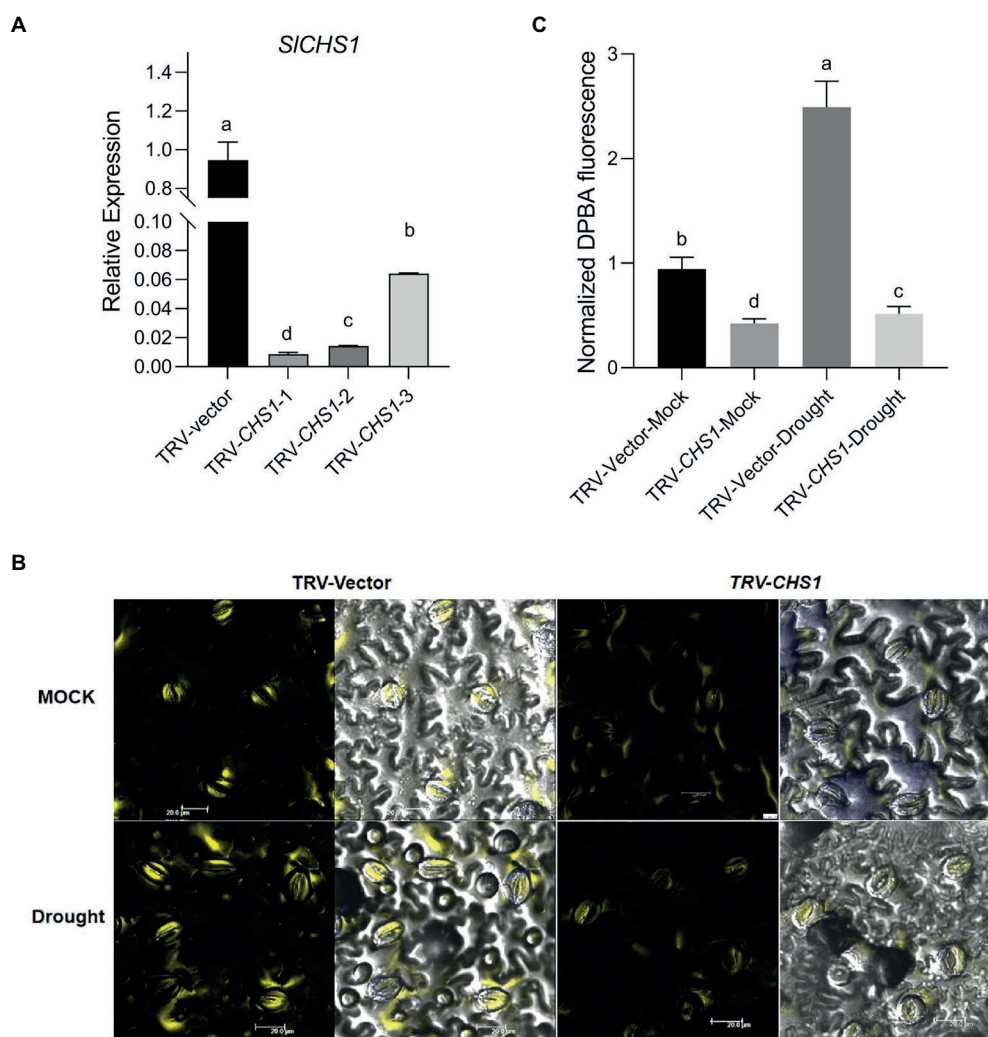 A
SlCHS1
Relative Expression
1.4
1.2
1.0
0.8
0.10
0.08
0.06
0.04
0.02
0.00
a
d
c
b
TRV-vector
TRV-CHS1-1
TRV-CHS1-2
TRV-CHS1-3
C
Normalized DPBA fluorescence
3
2
1
0
b
d
a
c
TRV-Vector-Mock
TRV-CHS1-Mock
TRV-Vector-Drought
TRV-CHS1-Drought
B
TRV-Vector
TRV-CHS1
MOCK
20.0 µm
Drought
20.0 µm
20.0 µm
20.0 µm
20.0 µm